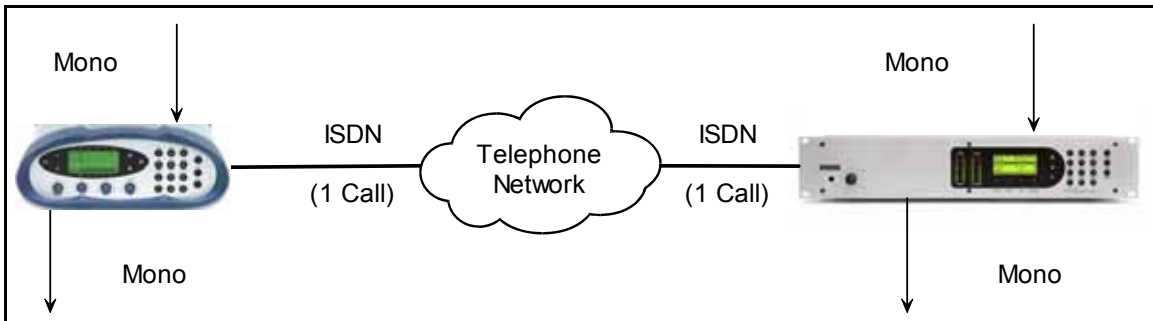 Mono
Mono
ISDN
ISDN
Telephone
Network
(1 Call)
(1 Call)
Mono
Mono